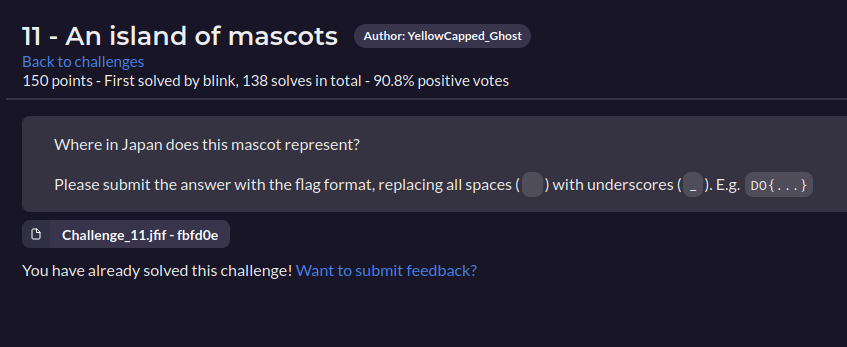 11 - An island of mascots Author: YellowCapped_Ghost
Back to challenges
150 points - First solved by blink, 138 solves in total - 90.8% positive votes
Where in Japan does this mascot represent?
Please submit the answer with the flag format, replacing all spaces ( ) with underscores ( _ ). E.g. DO{...}
Challenge_11.jfif - fbfd0e
You have already solved this challenge! Want to submit feedback?